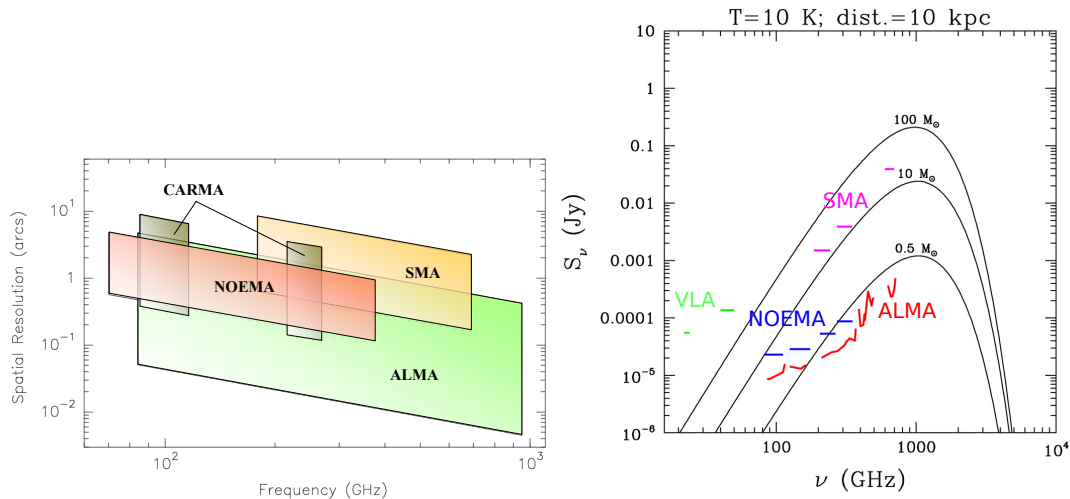 CARMA
SMA
NOEMA
ALMA
10¹
1
10⁻¹
10⁻²
10²
10³
Spatial Resolution (arcs)
Frequency (GHz)
T=10 K; dist.=10 kpc
10
1
0.1
0.01
0.001
0.0001
10⁻⁵
10⁻⁶
100 M☉
10 M☉
0.5 M☉
SMA
VLA
NOEMA
ALMA
100
1000
10⁴
Sν (Jy)
ν (GHz)